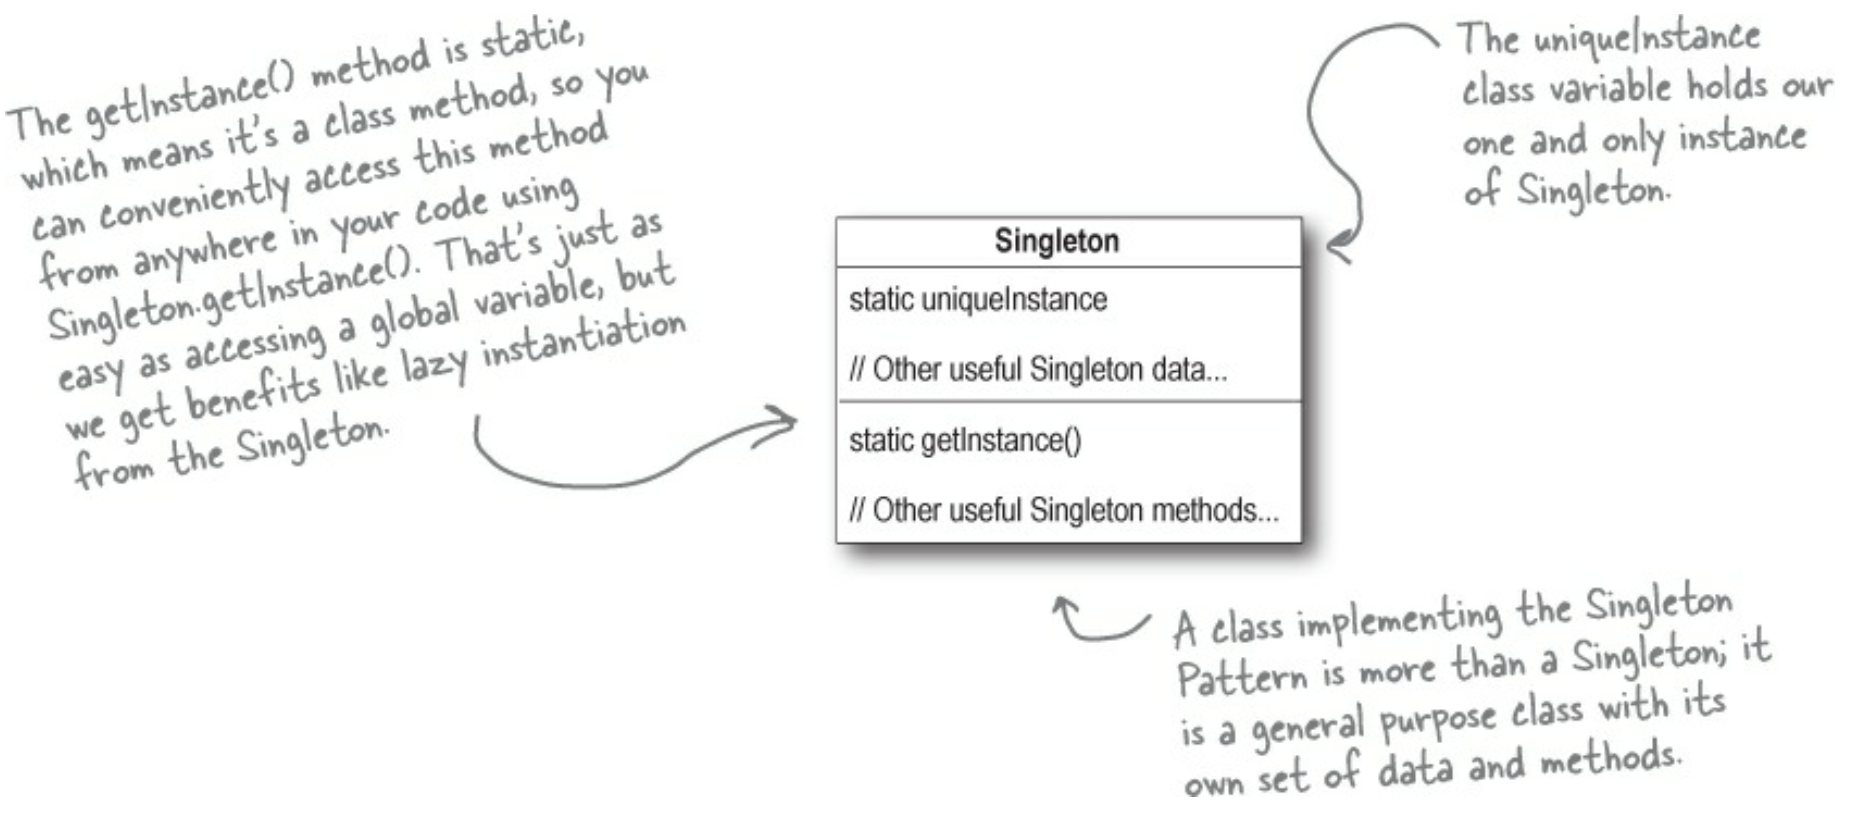 The getInstance() method is static,
which means it's a class method, so you
can conveniently access this method
from anywhere in your code using
Singleton.getInstance(). That's just as
easy as accessing a global variable, but
we get benefits like lazy instantiation
from the Singleton.
The uniqueInstance
class variable holds our
one and only instance
of Singleton.
Singleton
static uniqueInstance
// Other useful Singleton data...
static getInstance()
// Other useful Singleton methods...
A class implementing the Singleton
Pattern is more than a Singleton; it
is a general purpose class with its
own set of data and methods.